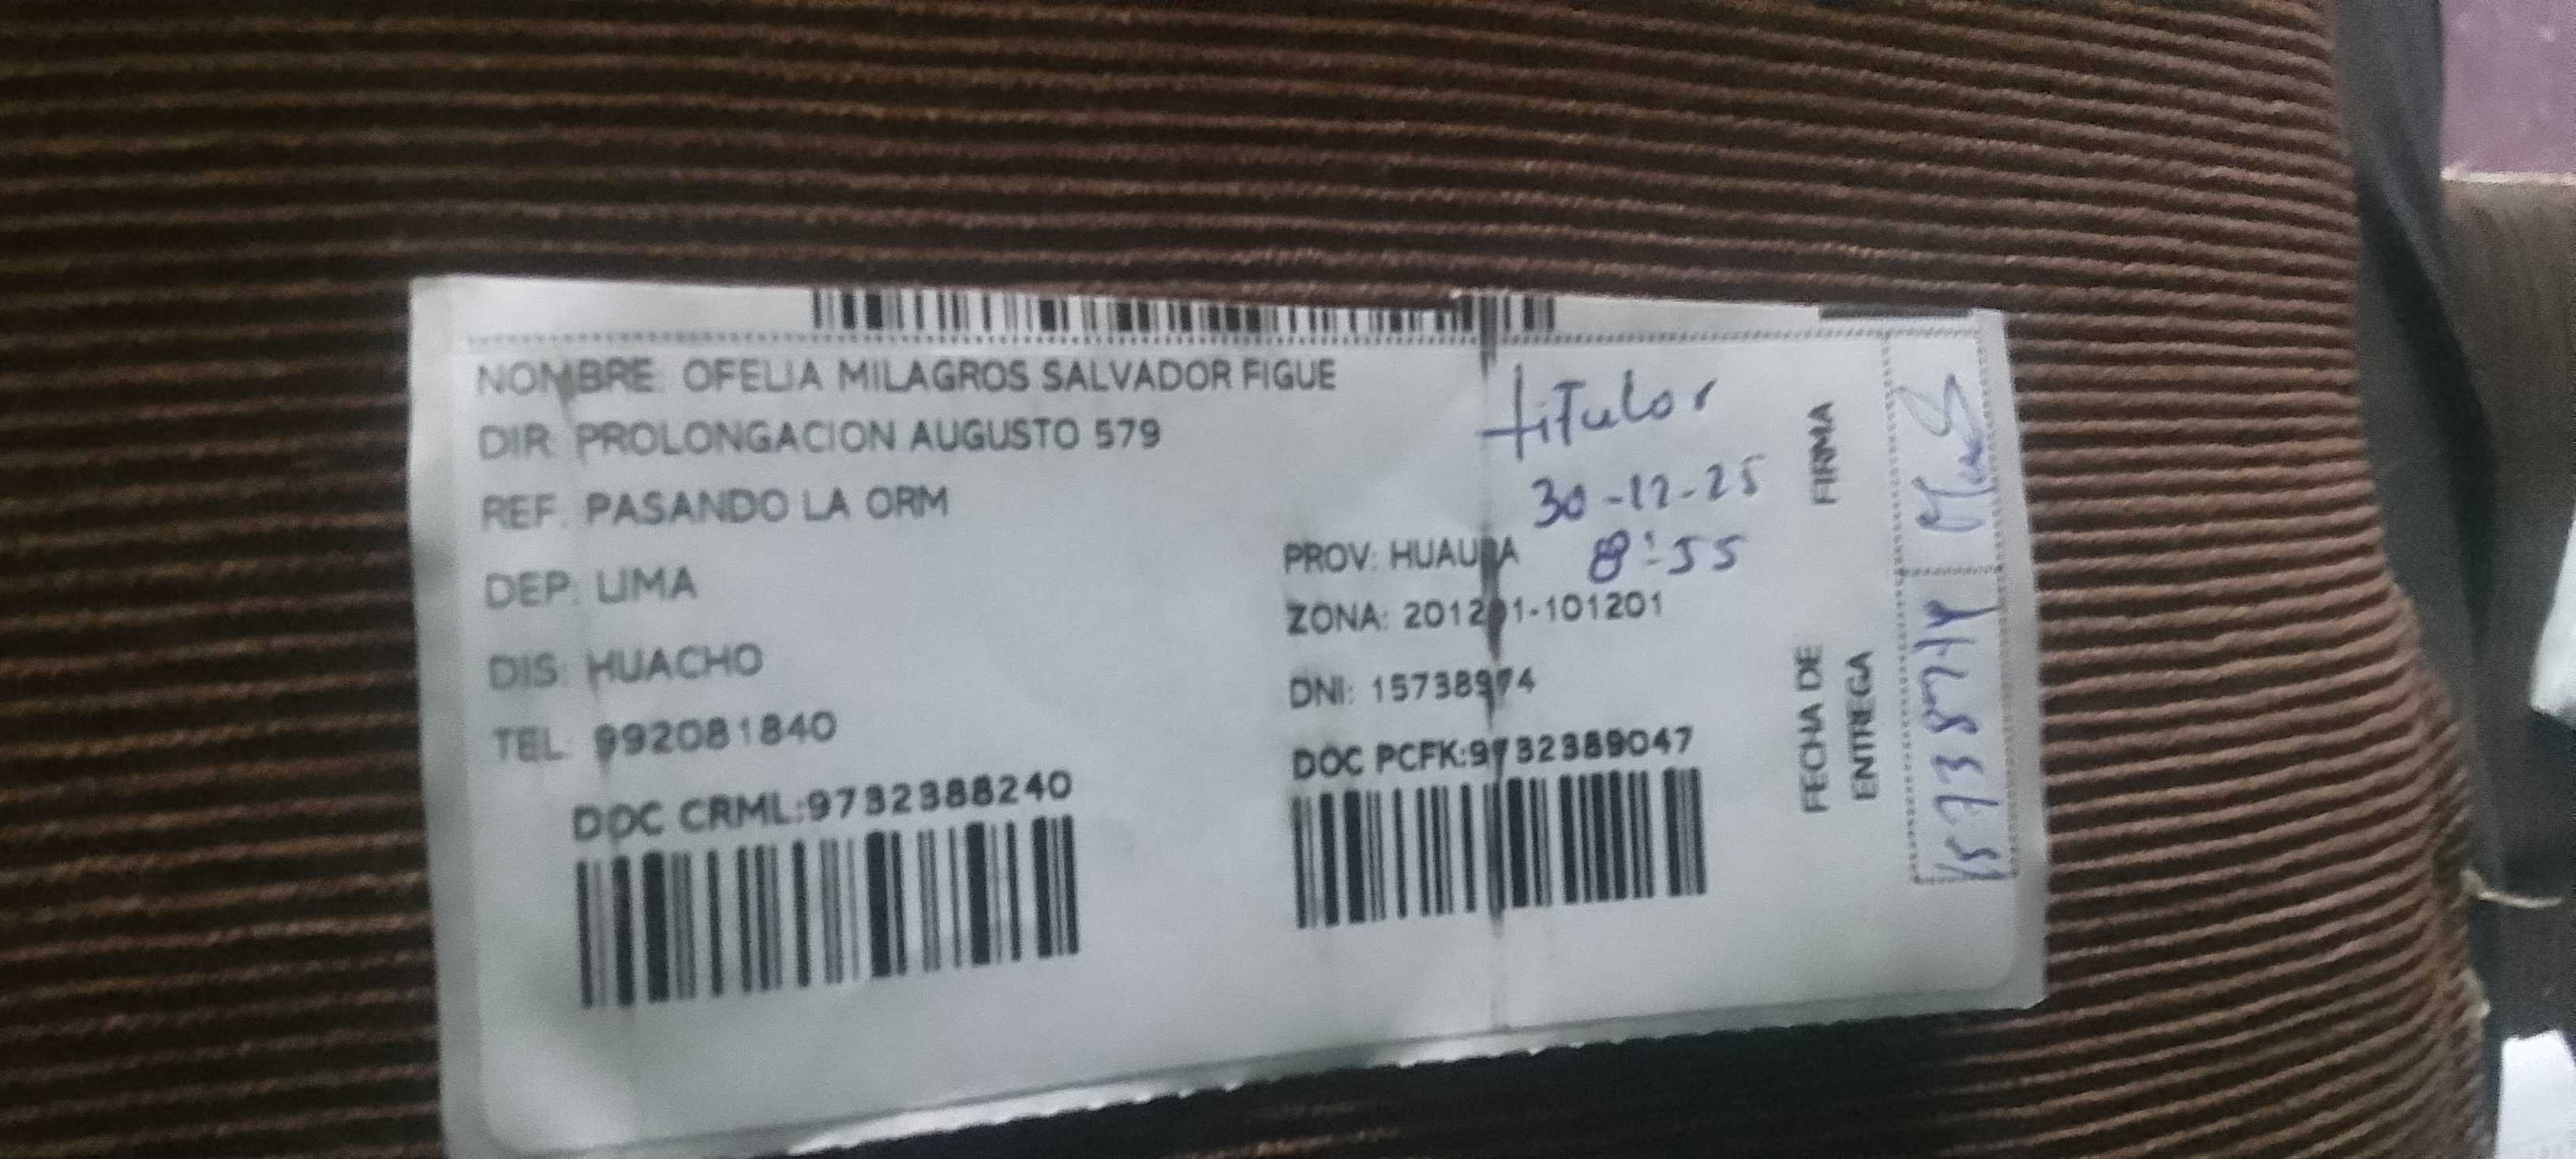 NOMBRE: OFELIA MILAGROS SALVADOR FIGUE
DIR: PROLONGACION AUGUSTO 579
REF: PASANDO LA ORM
DEP: LIMA
PROV: HUAURA
ZONA: 201201-101201
DIS: HUACHO
DNI: 15738974
TEL: 992081840
DOC CRML:9732388240
DOC PCFK:9732389047
titular
30-12-25
8:55
FIRMA
FECHA DE
ENTREGA